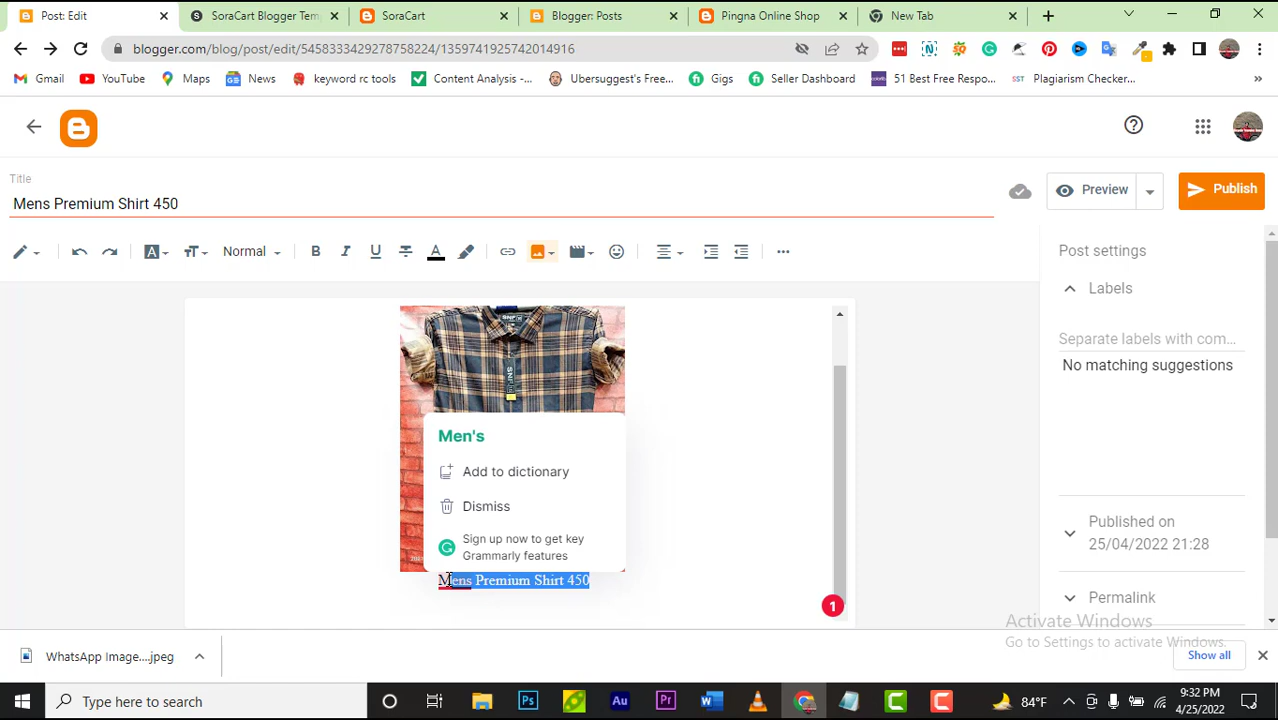 Post: Edit
SoraCart Blogger Tem
SoraCart
Blogger: Posts
Pingna Online Shop
New Tab
blogger.com/blog/post/edit/5458333429278758224/1359741925742014916
Gmail
YouTube
Maps
News
keyword rc tools
Content Analysis -...
Ubersuggest's Free...
Gigs
Seller Dashboard
51 Best Free Respo...
Plagiarism Checker...
Title
Mens Premium Shirt 450
Preview
Publish
Normal
Post settings
Labels
Separate labels with com...
No matching suggestions
SNP
Men's
Add to dictionary
Dismiss
Sign up now to get key
Grammarly features
Mens Premium Shirt 450
Published on
25/04/2022 21:28
Permalink
1
Activate Windows
Go to Settings to activate Windows.
WhatsApp Image....jpeg
Show all
Type here to search
84°F
9:32 PM
4/25/2022